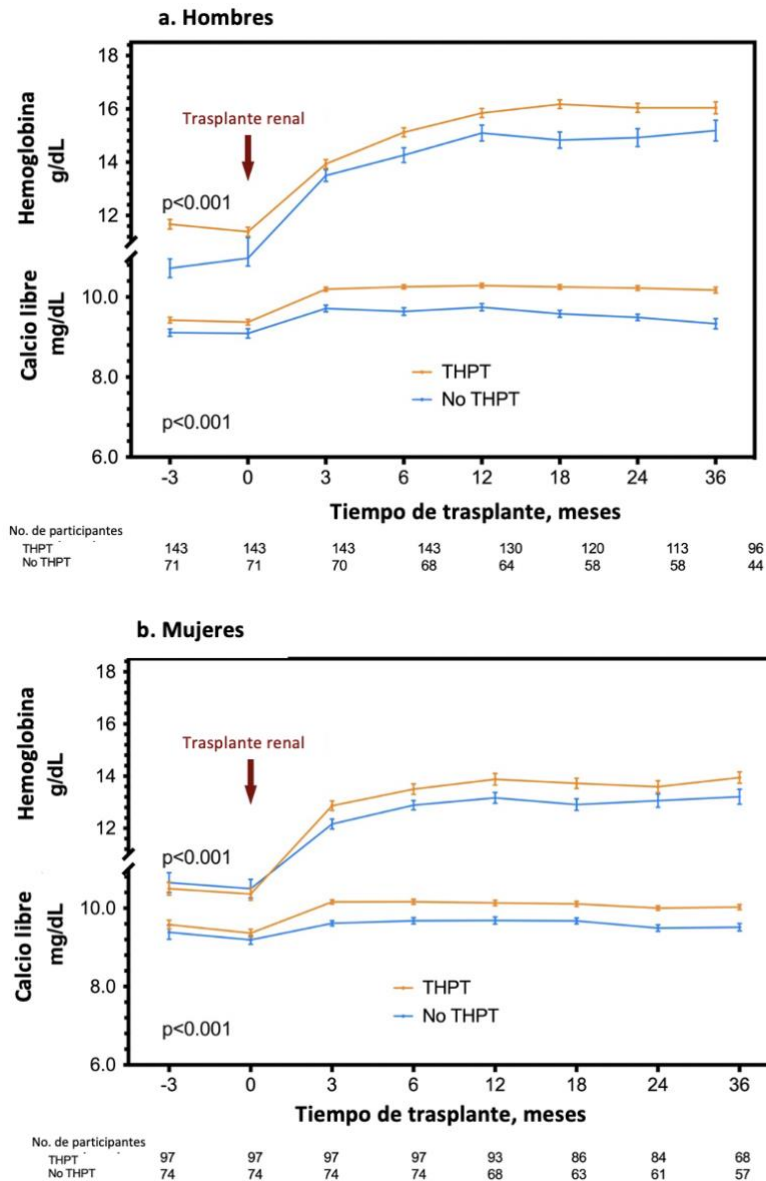 a. Hombres
18
16
14
12
10.0
8.0
6.0
Hemoglobina
g/dL
Calcio libre
mg/dL
Trasplante renal
p<0.001
THPT
No THPT
p<0.001
-3 0 3 6 12 18 24 36
Tiempo de trasplante, meses
No. de participantes
THPT 143 143 143 143 130 120 113 96
No THPT 71 71 70 68 64 58 58 44
b. Mujeres
18
16
14
12
10.0
8.0
6.0
Hemoglobina
g/dL
Calcio libre
mg/dL
Trasplante renal
p<0.001
THPT
No THPT
p<0.001
-3 0 3 6 12 18 24 36
Tiempo de trasplante, meses
No. de participantes
THPT 97 97 97 97 93 86 84 68
No THPT 74 74 74 74 68 63 61 57